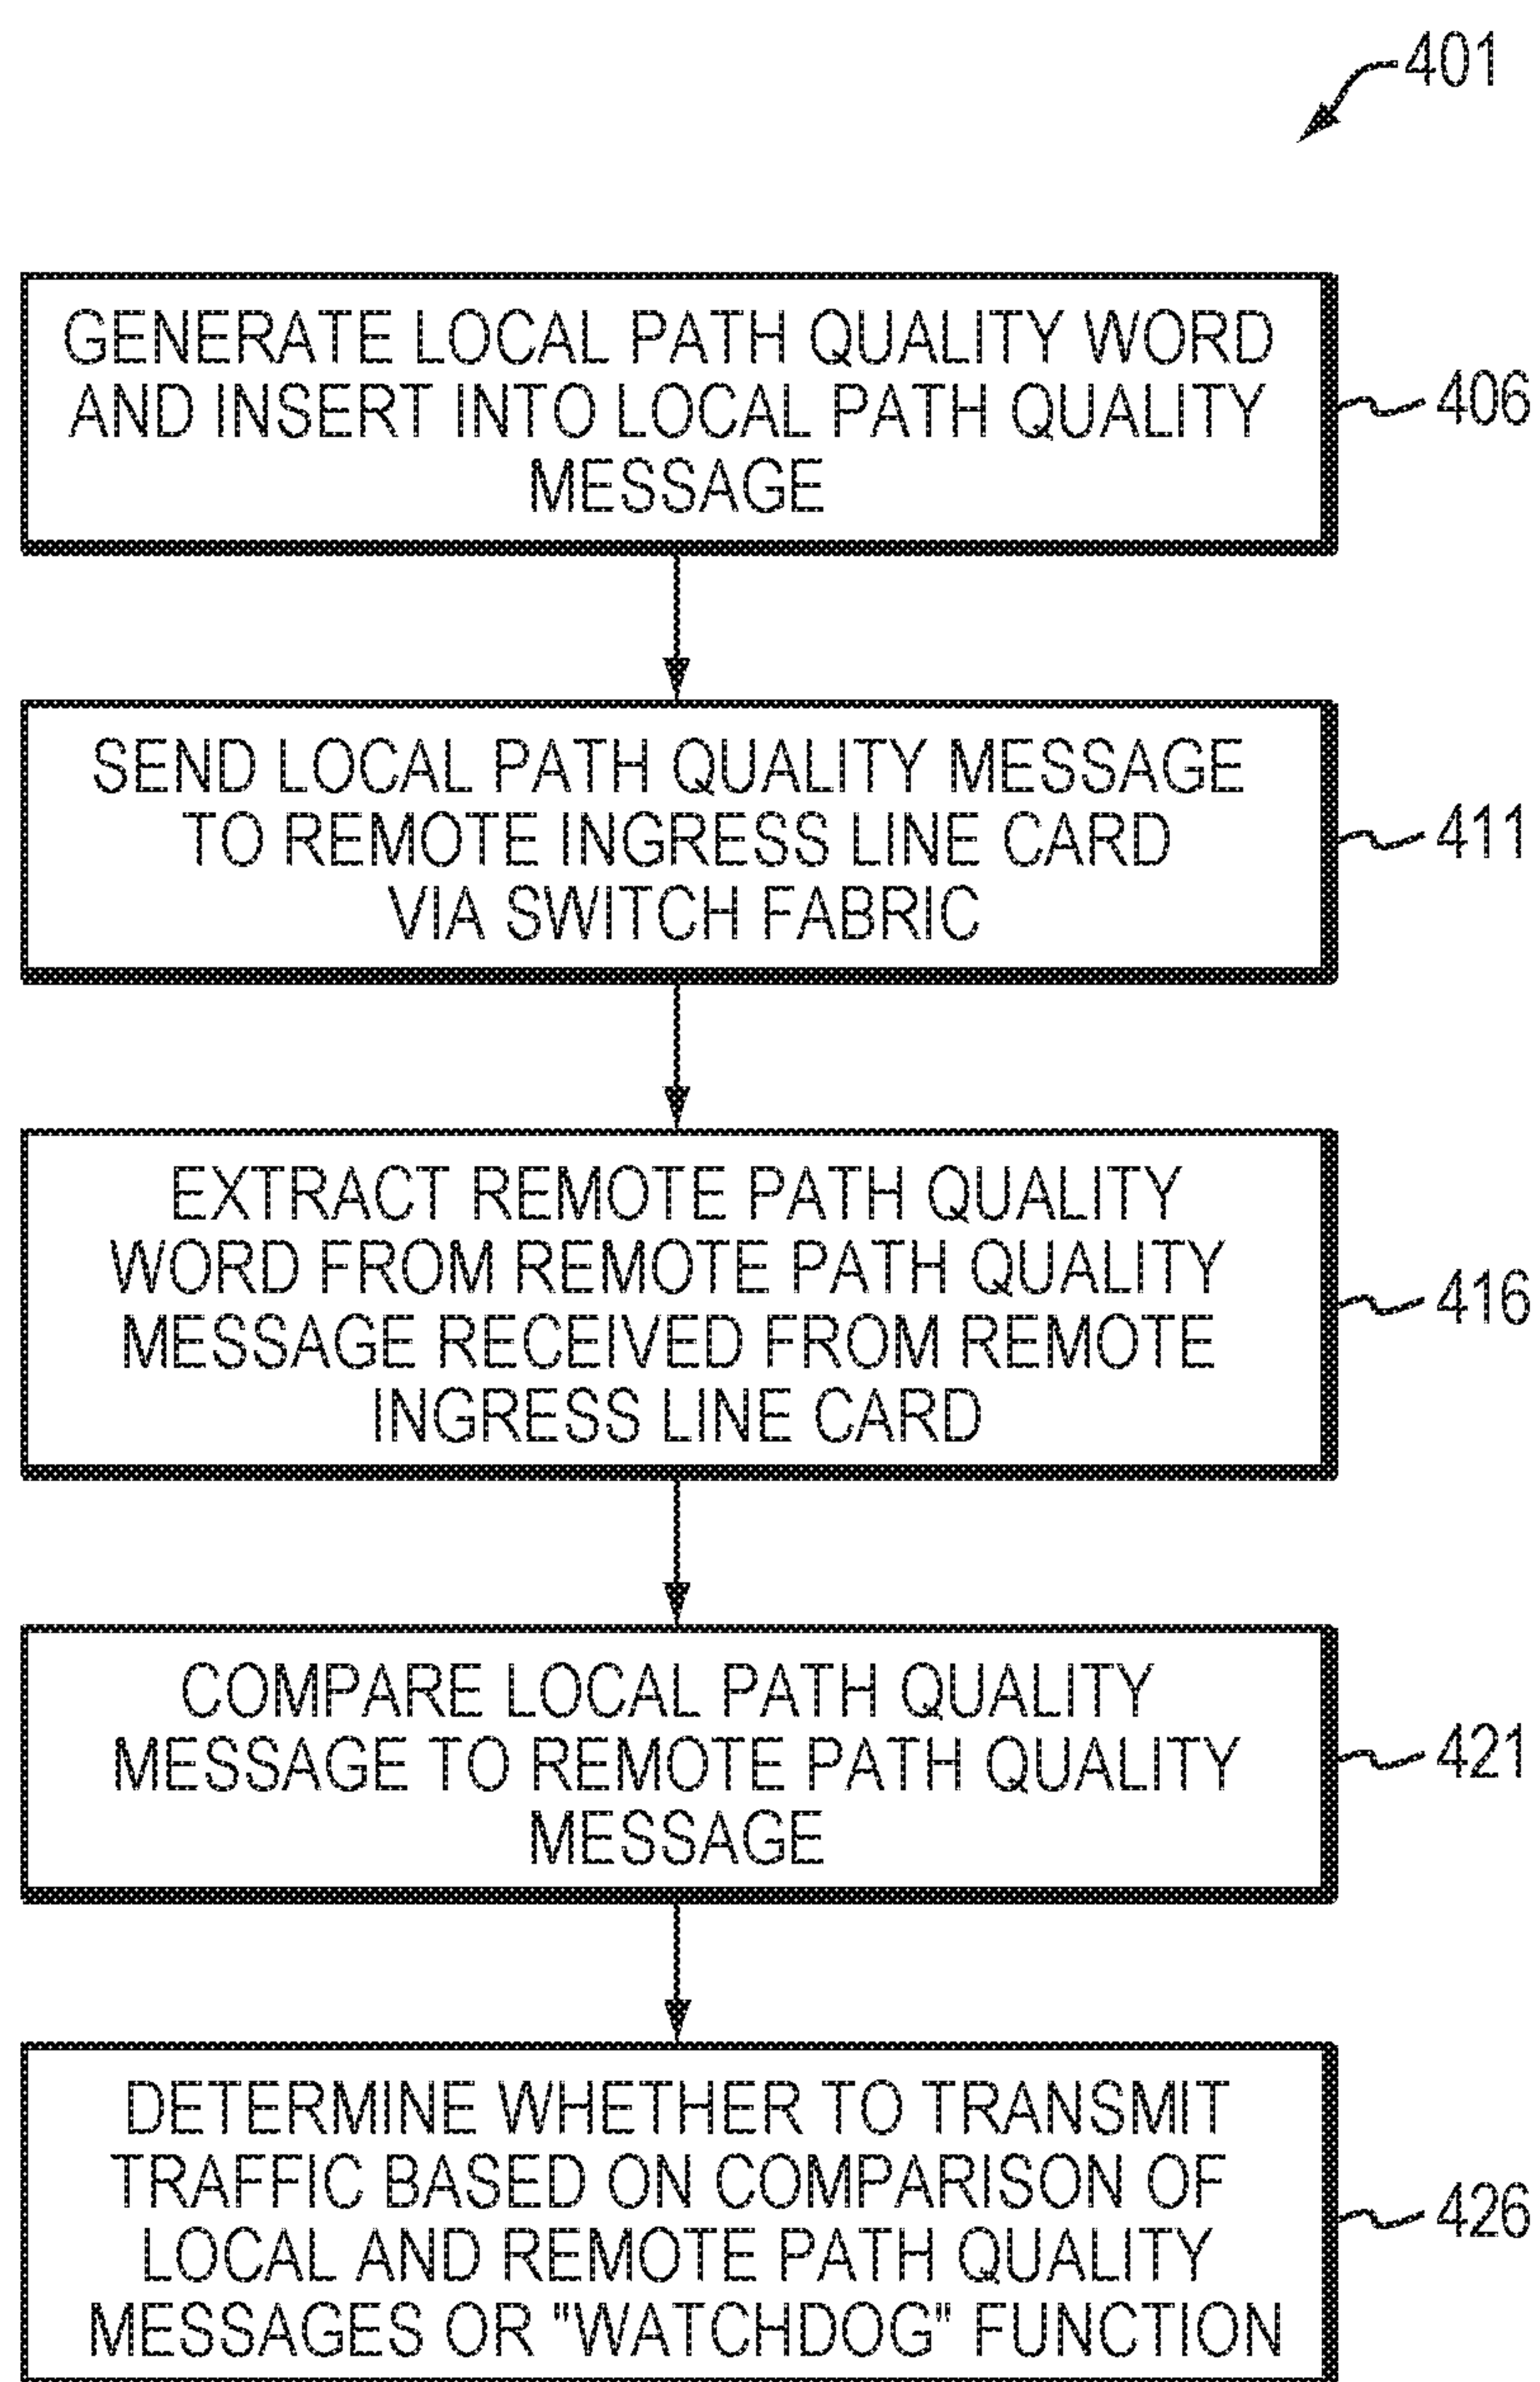 401
GENERATE LOCAL PATH QUALITY WORD
AND INSERT INTO LOCAL PATH QUALITY
MESSAGE
406
SEND LOCAL PATH QUALITY MESSAGE
TO REMOTE INGRESS LINE CARD
VIA SWITCH FABRIC
411
EXTRACT REMOTE PATH QUALITY
WORD FROM REMOTE PATH QUALITY
MESSAGE RECEIVED FROM REMOTE
INGRESS LINE CARD
416
COMPARE LOCAL PATH QUALITY
MESSAGE TO REMOTE PATH QUALITY
MESSAGE
421
DETERMINE WHETHER TO TRANSMIT
TRAFFIC BASED ON COMPARISON OF
LOCAL AND REMOTE PATH QUALITY
MESSAGES OR "WATCHDOG" FUNCTION
426